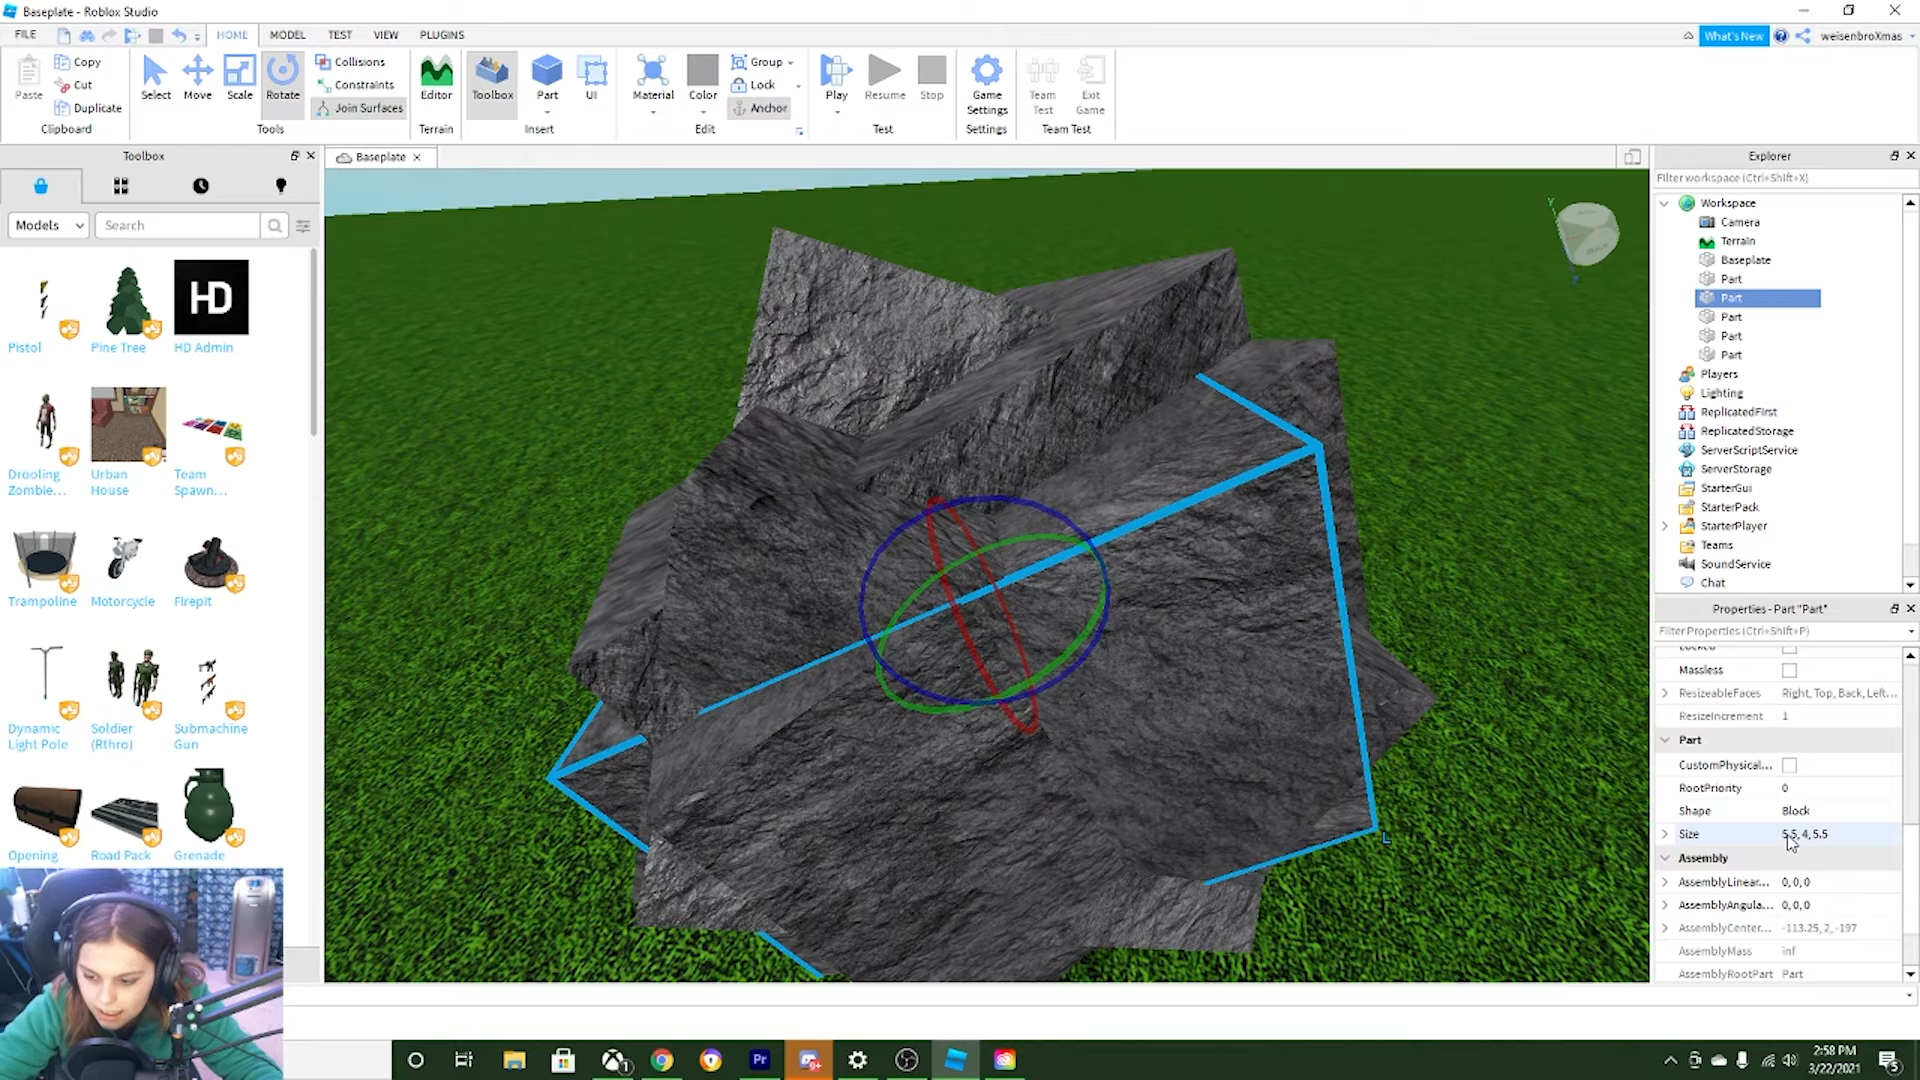 Baseplate - Roblox Studio
FILE
HOME
MODEL
TEST
VIEW
PLUGINS
What's New
weisenbroXmas
Paste
Copy
Cut
Duplicate
Clipboard
Select
Move
Scale
Rotate
Collisions
Constraints
Join Surfaces
Tools
Editor
Terrain
Toolbox
Part
UI
Insert
Material
Color
Group
Lock
Anchor
Edit
Play
Resume
Stop
Test
Game Settings
Settings
Team Test
Exit Game
Team Test
Toolbox
Models
Search
Pistol
Pine Tree
HD
HD Admin
Drooling Zombie...
Urban House
Team Spawn...
Trampoline
Motorcycle
Firepit
Dynamic Light Pole
Soldier (Rthro)
Submachine Gun
Opening
Road Pack
Grenade
Baseplate
Y
Z
L
Explorer
Filter workspace (Ctrl+Shift+X)
Workspace
Camera
Terrain
Baseplate
Part
Part
Part
Part
Part
Players
Lighting
ReplicatedFirst
ReplicatedStorage
ServerScriptService
ServerStorage
StarterGui
StarterPack
StarterPlayer
Teams
SoundService
Chat
Properties - Part "Part"
Filter Properties (Ctrl+Shift+P)
Locked
Massless
ResizeableFaces Right, Top, Back, Left...
ResizeIncrement 1
Part
CustomPhysical...
RootPriority 0
Shape Block
Size 5.5, 4, 5.5
Assembly
AssemblyLinear... 0, 0, 0
AssemblyAngula... 0, 0, 0
AssemblyCenter... -113.25, 2, -197
AssemblyMass inf
AssemblyRootPart Part
Pr
2:58 PM
3/22/2021
5